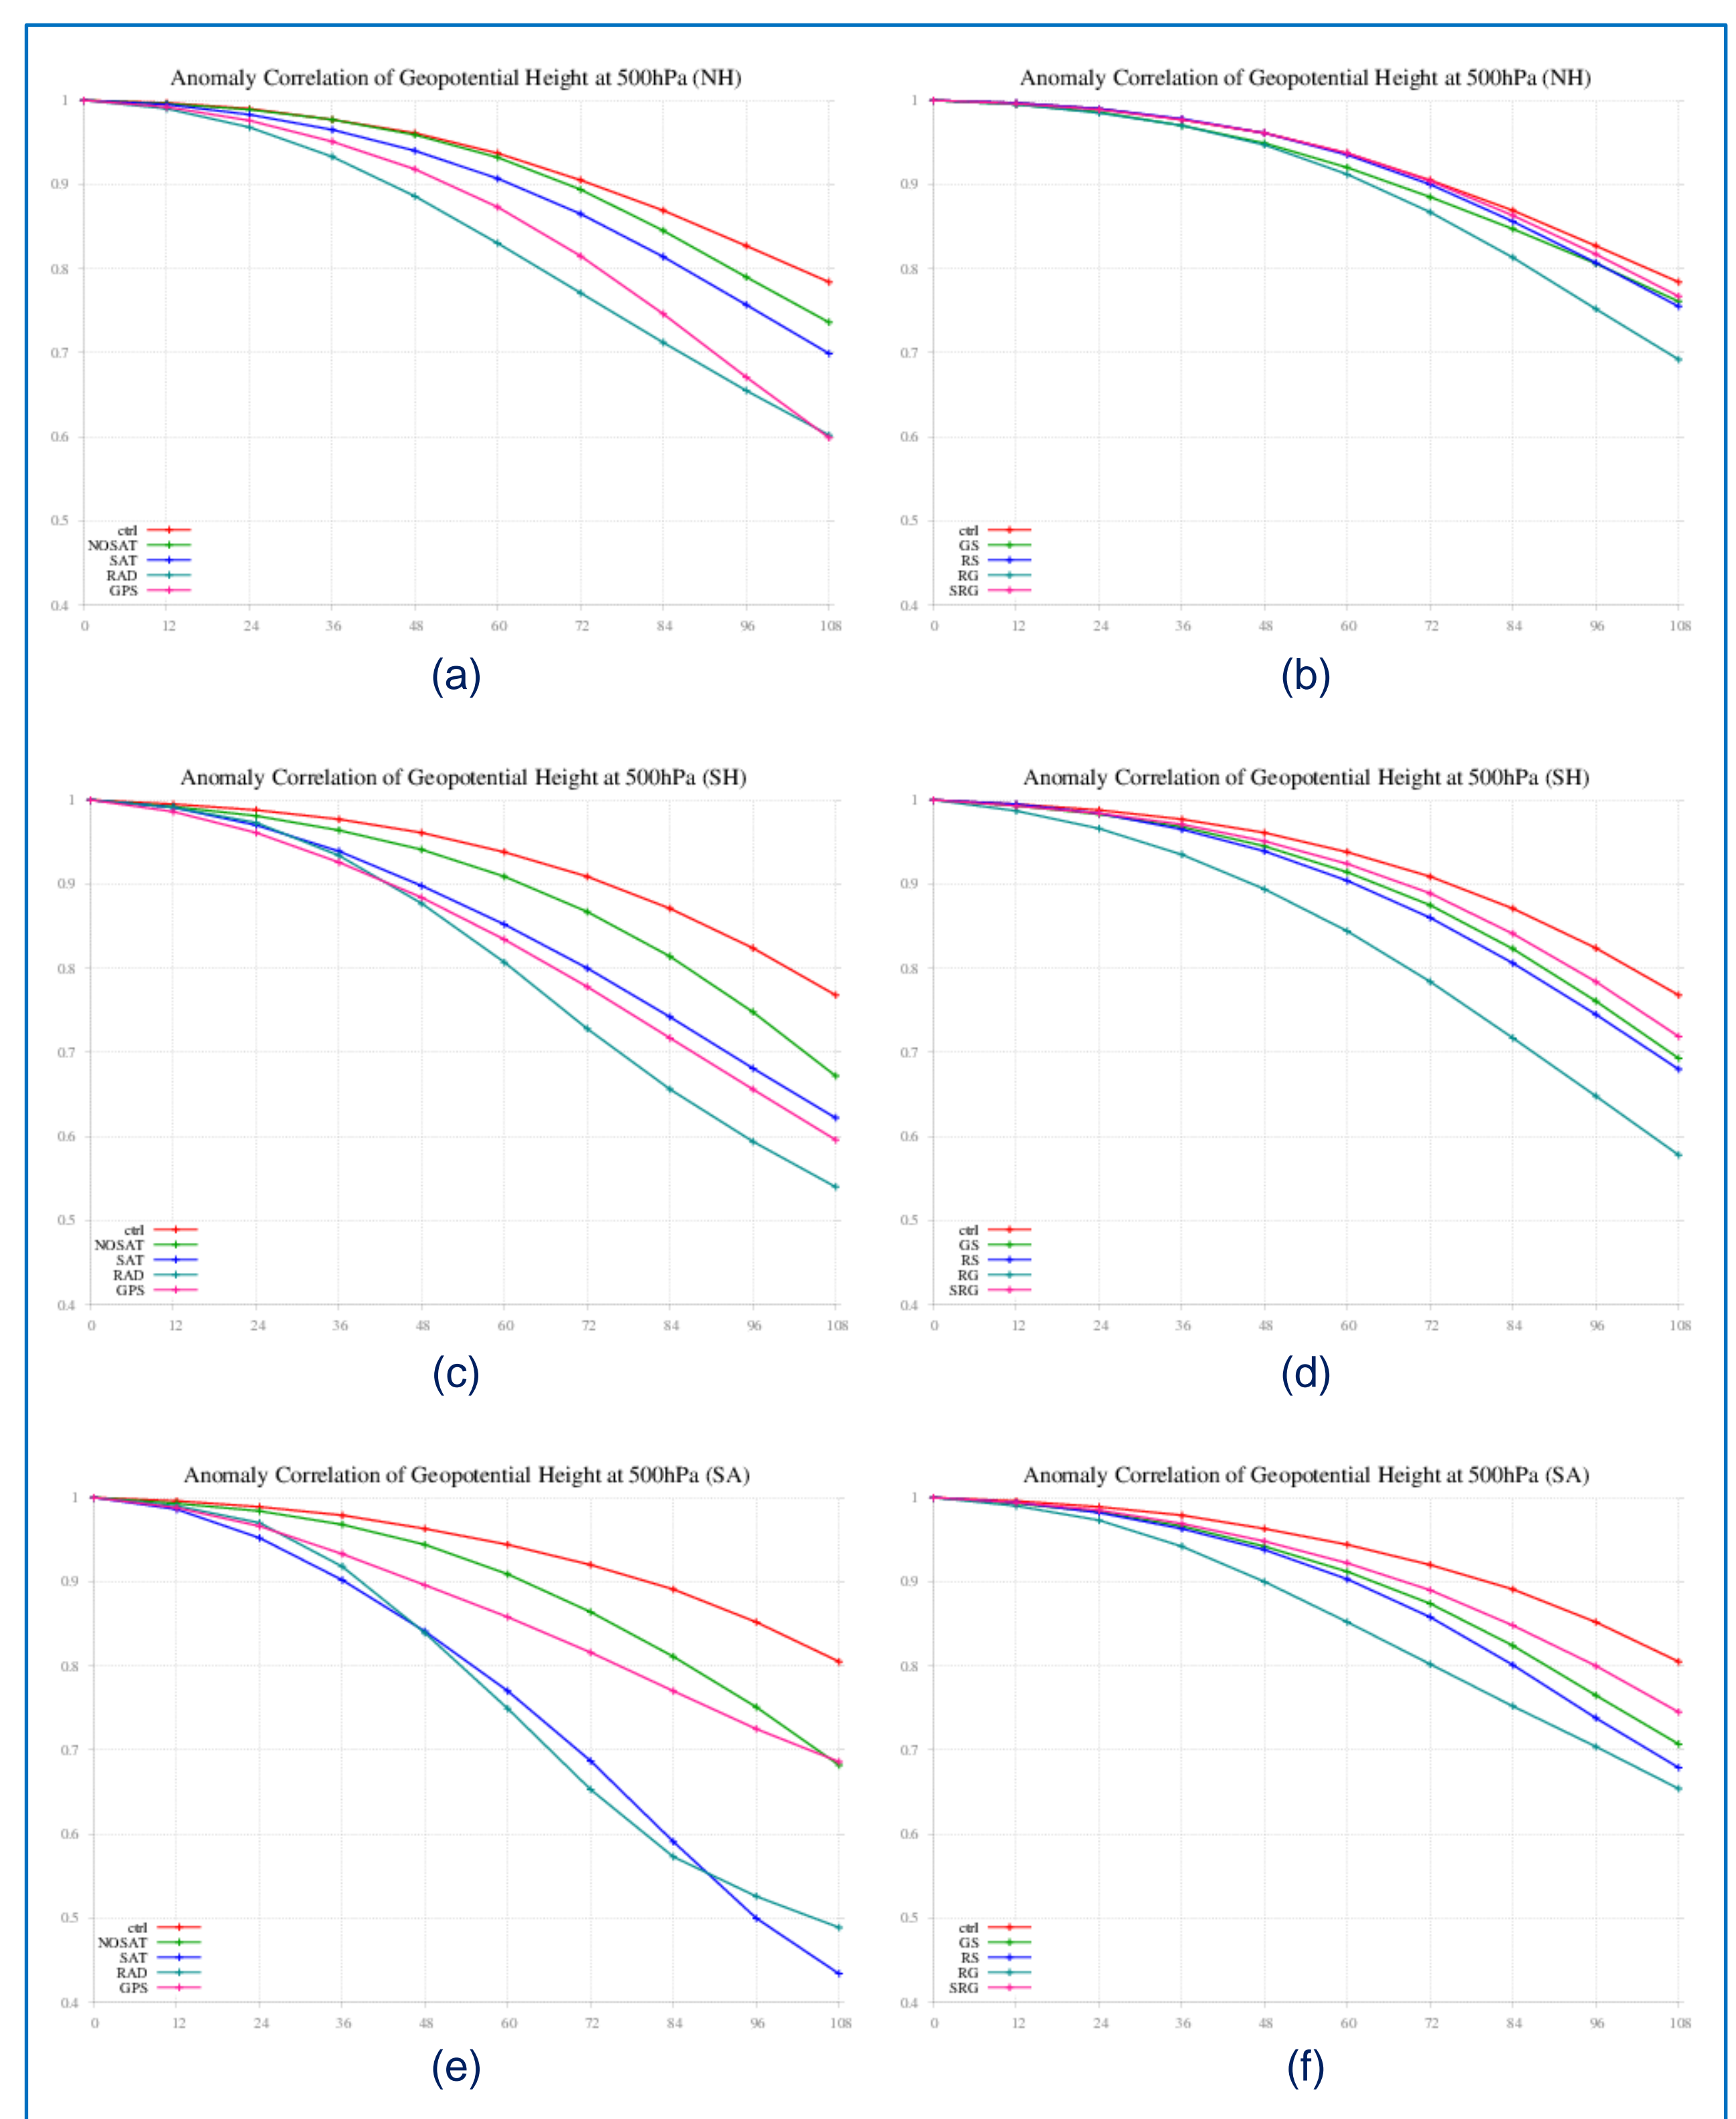 Anomaly Correlation of Geopotential Height at 500hPa (NH)
1
0.9
0.8
0.7
0.6
0.5
0.4
ctrl
NOSAT
SAT
RAD
GPS
0 12 24 36 48 60 72 84 96 108
(a)
Anomaly Correlation of Geopotential Height at 500hPa (NH)
1
0.9
0.8
0.7
0.6
0.5
0.4
ctrl
GS
RS
RG
SRG
0 12 24 36 48 60 72 84 96 108
(b)
Anomaly Correlation of Geopotential Height at 500hPa (SH)
1
0.9
0.8
0.7
0.6
0.5
0.4
ctrl
NOSAT
SAT
RAD
GPS
0 12 24 36 48 60 72 84 96 108
(c)
Anomaly Correlation of Geopotential Height at 500hPa (SH)
1
0.9
0.8
0.7
0.6
0.5
0.4
ctrl
GS
RS
RG
SRG
0 12 24 36 48 60 72 84 96 108
(d)
Anomaly Correlation of Geopotential Height at 500hPa (SA)
1
0.9
0.8
0.7
0.6
0.5
0.4
ctrl
NOSAT
SAT
RAD
GPS
0 12 24 36 48 60 72 84 96 108
(e)
Anomaly Correlation of Geopotential Height at 500hPa (SA)
1
0.9
0.8
0.7
0.6
0.5
0.4
ctrl
GS
RS
RG
SRG
0 12 24 36 48 60 72 84 96 108
(f)